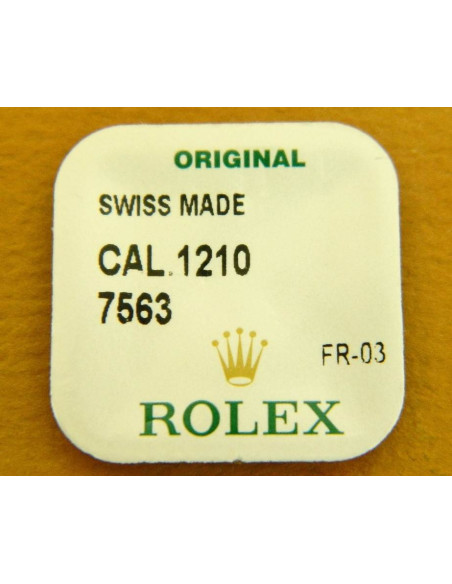 ORIGINAL
SWISS MADE
CAL.1210
7563
FR-03
ROLEX